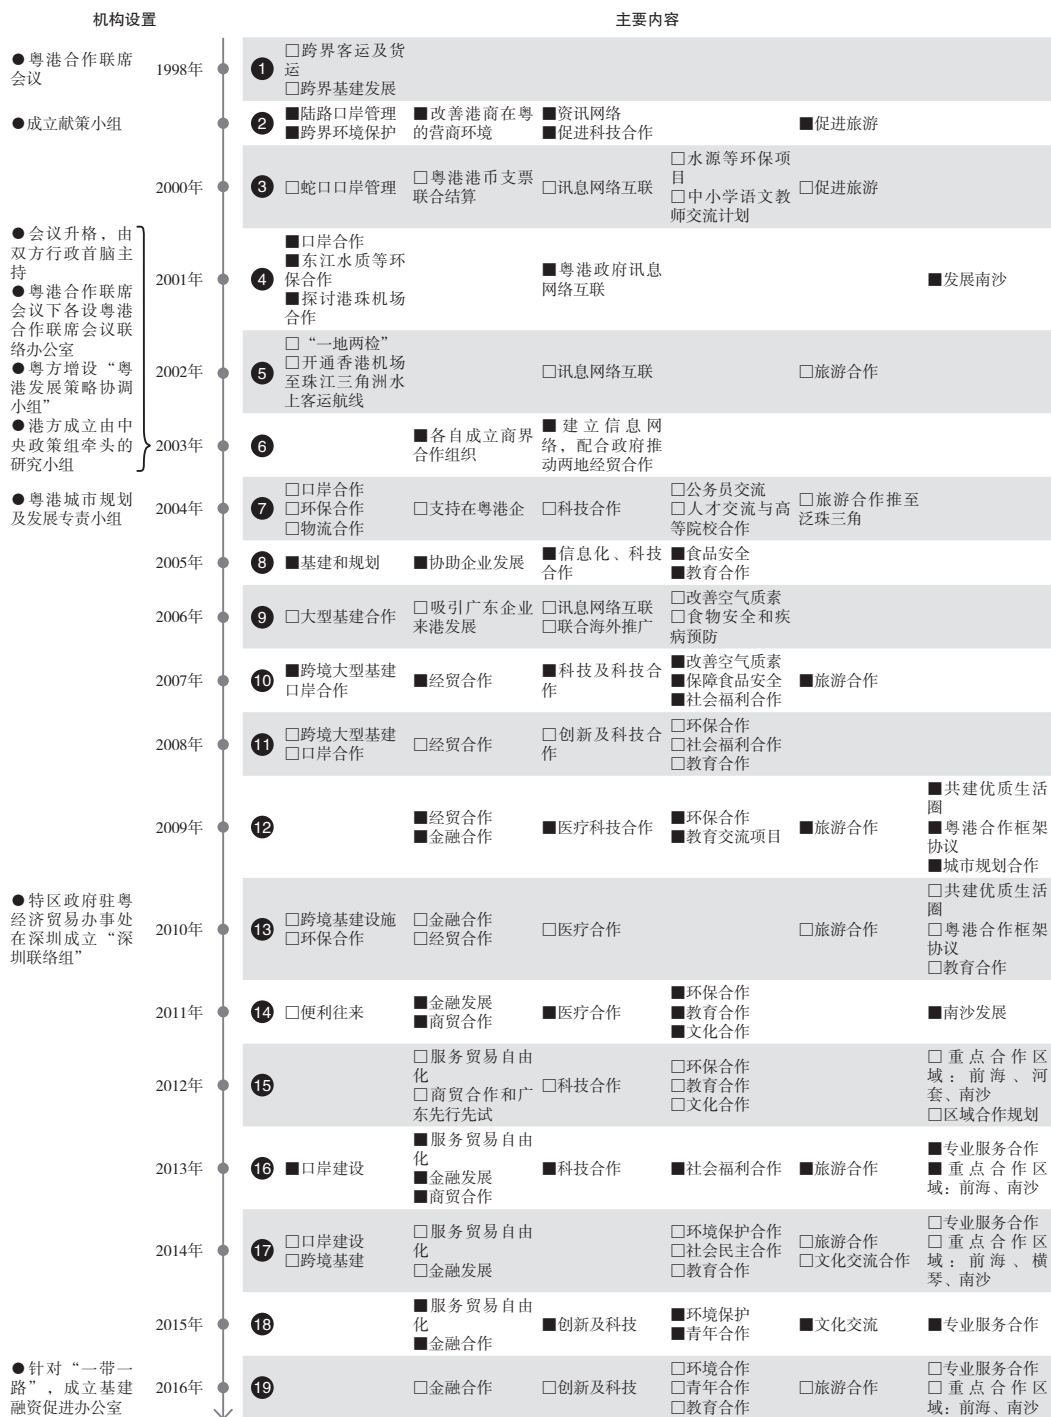 机构设置
主要内容
●粤港合作联席
会议
1998年
1
□跨界客运及货
运
□跨界基建发展
●成立献策小组
2
■陆路口岸管理
■跨界环境保护
■改善港商在粤
的营商环境
■资讯网络
■促进科技合作
■促进旅游
2000年
3
□蛇口口岸管理
□粤港港币支票
联合结算
□讯息网络互联
□水源等环保项
目
□中小学语文教
师交流计划
□促进旅游
●会议升格，由
双方行政首脑主
持
●粤港合作联席
会议下各设粤港
合作联席会议联
络办公室
●粤方增设“粤
港发展策略协调
小组”
●港方成立由中
央政策组牵头的
研究小组
2001年
4
■口岸合作
■东江水质等环
保合作
■探讨港珠机场
合作
■粤港政府讯息
网络互联
■发展南沙
2002年
5
□“一地两检”
□开通香港机场
至珠江三角洲水
上客运航线
□讯息网络互联
□旅游合作
2003年
6
■各自成立商界
合作组织
■建立信息网
络，配合政府推
动两地经贸合作
●粤港城市规划
及发展专责小组
2004年
7
□口岸合作
□环保合作
□物流合作
□支持在粤港企
□科技合作
□公务员交流
□人才交流与高
等院校合作
□旅游合作推至
泛珠三角
2005年
8
■基建和规划
■协助企业发展
■信息化、科技
合作
■食品安全
■教育合作
2006年
9
□大型基建合作
□吸引广东企业
来港发展
□讯息网络互联
□联合海外推广
□改善空气质素
□食物安全和疾
病预防
2007年
10
■跨境大型基建
口岸合作
■经贸合作
■科技及科技合
作
■改善空气质素
■保障食品安全
■社会福利合作
■旅游合作
2008年
11
□跨境大型基建
□口岸合作
□经贸合作
□创新及科技合
作
□环保合作
□社会福利合作
□教育合作
2009年
12
■经贸合作
■金融合作
■医疗科技合作
■环保合作
■教育交流项目
■旅游合作
■共建优质生活
圈
■粤港合作框架
协议
■城市规划合作
●特区政府驻粤
经济贸易办事处
在深圳成立“深
圳联络组”
2010年
13
□跨境基建设施
□环保合作
□金融合作
□经贸合作
□医疗合作
□旅游合作
□共建优质生活
圈
□粤港合作框架
协议
□教育合作
2011年
14
□便利往来
■金融发展
■商贸合作
■医疗合作
■环保合作
■教育合作
■文化合作
■南沙发展
2012年
15
□服务贸易自由
化
□商贸合作和广
东先行先试
□科技合作
□环保合作
□教育合作
□文化合作
□重点合作区
域：前海、河
套、南沙
□区域合作规划
2013年
16
■口岸建设
■服务贸易自由
化
■金融发展
■商贸合作
■科技合作
■社会福利合作
■旅游合作
■专业服务合作
■重点合作区
域：前海、南沙
2014年
17
□口岸建设
□跨境基建
□服务贸易自由
化
□金融发展
□环境保护合作
□社会民主合作
□教育合作
□旅游合作
□文化交流合作
□专业服务合作
□重点合作区
域：前海、横
琴、南沙
2015年
18
■服务贸易自由
化
■金融合作
■创新及科技
■环境保护
■青年合作
■文化交流
■专业服务合作
●针对“一带一
路”，成立基建
融资促进办公室
2016年
19
□金融合作
□创新及科技
□环境合作
□青年合作
□教育合作
□旅游合作
□专业服务合作
□重点合作区
域：前海、南沙